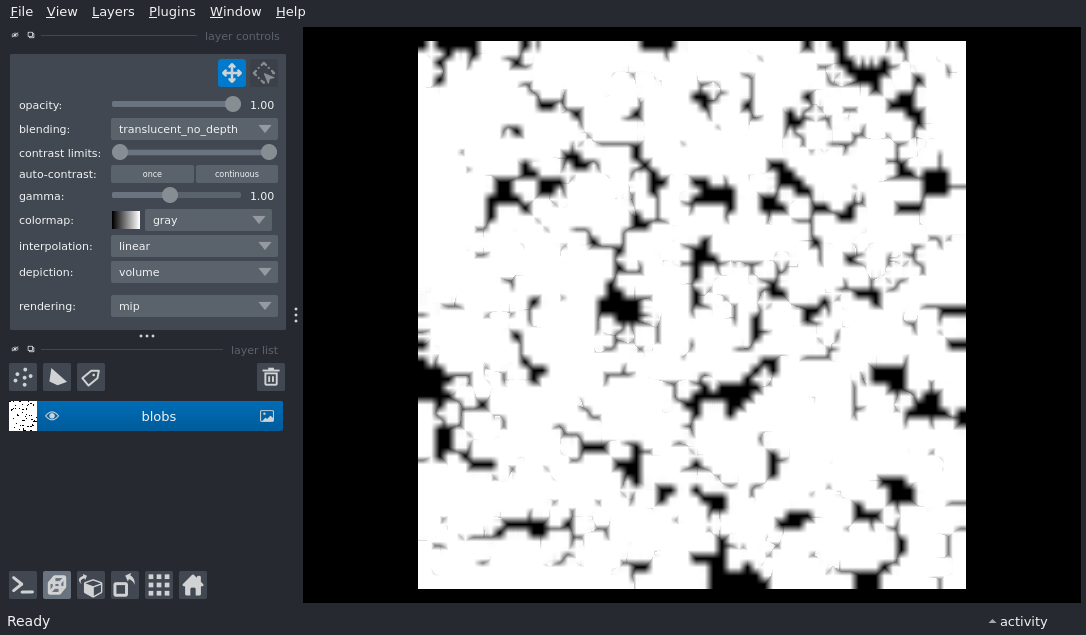 File View Layers Plugins Window Help
layer controls
opacity: 1.00
blending: translucent_no_depth
contrast limits:
auto-contrast: once continuous
gamma: 1.00
colormap: gray
interpolation: linear
depiction: volume
rendering: mip
layer list
blobs
Ready
activity